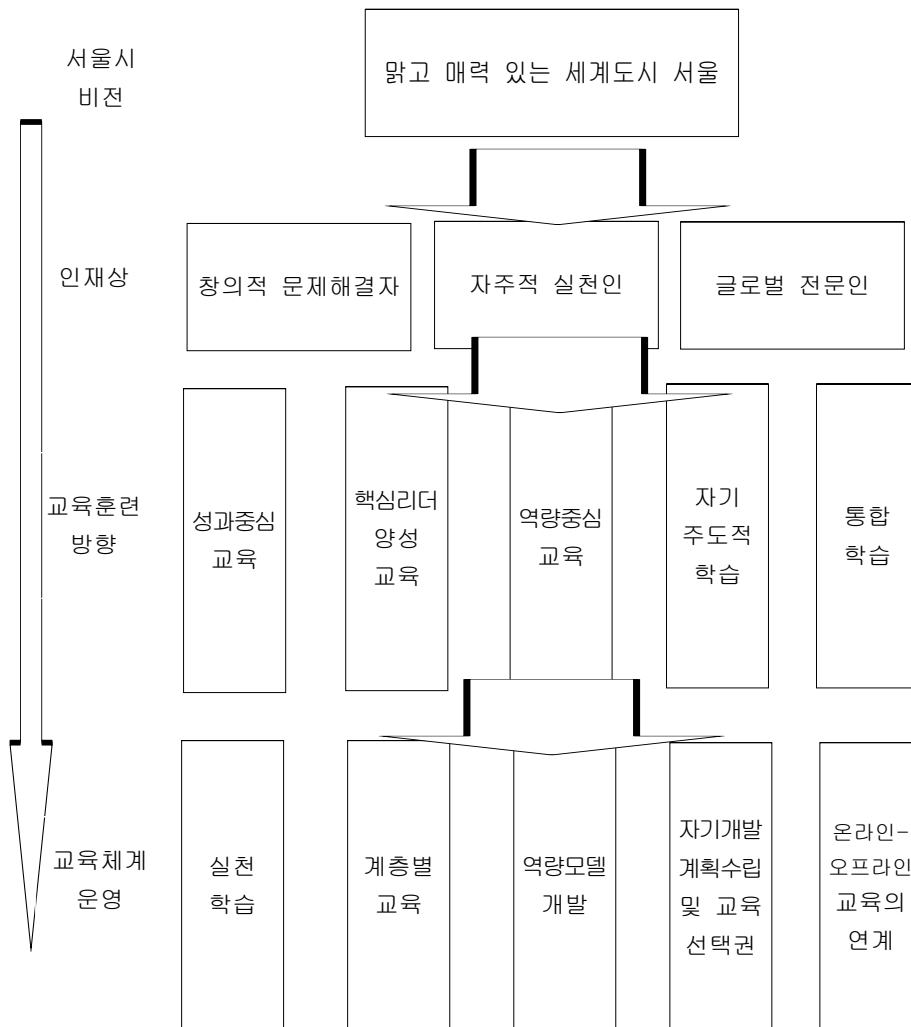 서울시
비전
맑고 매력 있는 세계도시 서울
인재상
창의적 문제해결자
자주적 실천인
글로벌 전문인
교육훈련
방향
성과중심
교육
핵심리더
양성
교육
역량중심
교육
자기
주도적
학습
통합
학습
교육체계
운영
실천
학습
계층별
교육
역량모델
개발
자기개발
계획수립
및 교육
선택권
온라인-
오프라인
교육의
연계